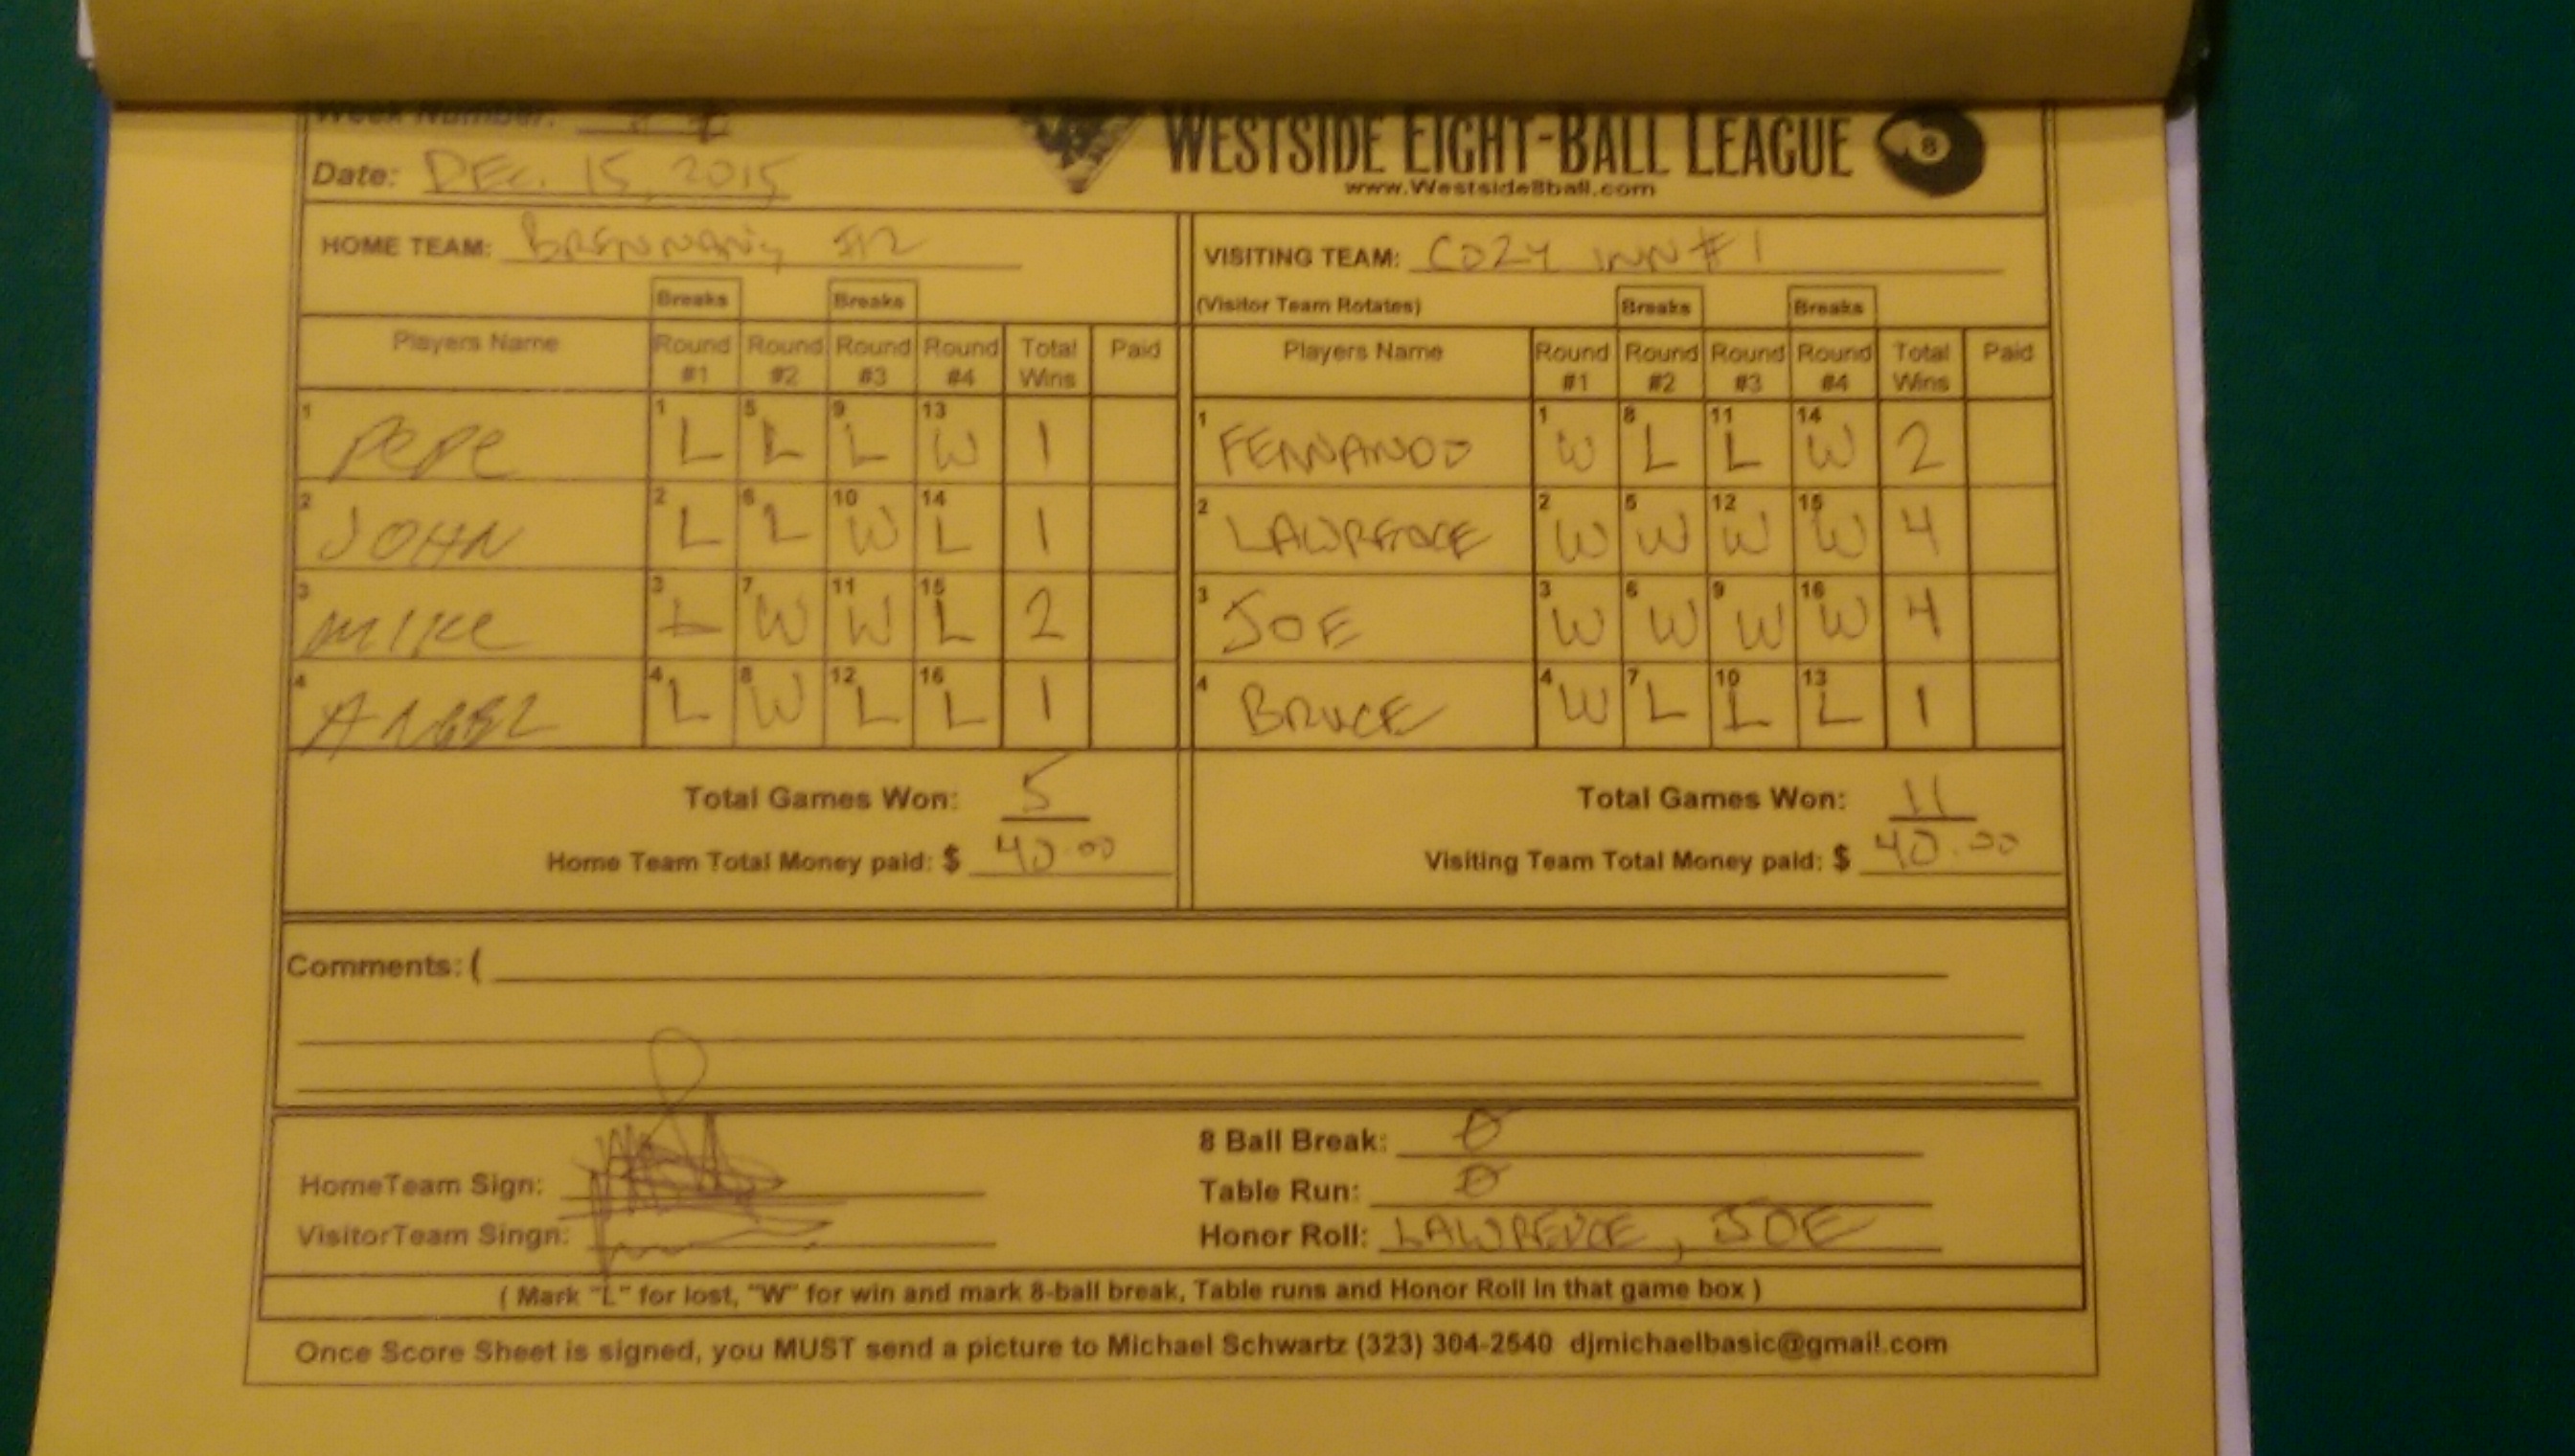 Week Number:
Date: DEC. 15, 2015
WESTSIDE EIGHT-BALL LEAGUE 8
www.Westside8ball.com
HOME TEAM: BRENNAN'S #2 VISITING TEAM: COZY INN #1
Breaks Breaks (Visitor Team Rotates) Breaks Breaks
Players Name Round #1 Round #2 Round #3 Round #4 Total Wins Paid Players Name Round #1 Round #2 Round #3 Round #4 Total Wins Paid
1 PePe 1 L 5 L 9 L 13 W 1 1 FERNANDO 1 W 8 L 11 L 14 W 2
2 JOHN 2 L 6 L 10 W 14 L 1 2 LAWRENCE 2 W 5 W 12 W 15 W 4
3 MIKe 3 L 7 W 11 W 15 L 2 3 JOE 3 W 6 W 9 W 16 W 4
4 ANGEL 4 L 8 W 12 L 16 L 1 4 BRUCE 4 W 7 L 10 L 13 L 1
Total Games Won: 5 Total Games Won: 11
Home Team Total Money paid: $ 40.00 Visiting Team Total Money paid: $ 40.00
Comments: (
8 Ball Break: 0
HomeTeam Sign: Table Run: 0
VisitorTeam Singn: Honor Roll: LAWRENCE, JOE
( Mark "L" for lost, "W" for win and mark 8-ball break, Table runs and Honor Roll in that game box )
Once Score Sheet is signed, you MUST send a picture to Michael Schwartz (323) 304-2540 djmichaelbasic@gmail.com